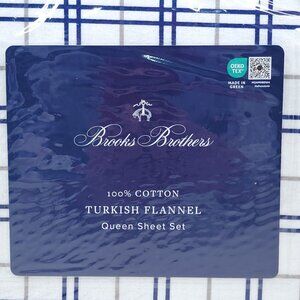 OEKO
TEX®
MADE IN
GREEN
Brooks Brothers
100% COTTON
TURKISH FLANNEL
Queen Sheet Set